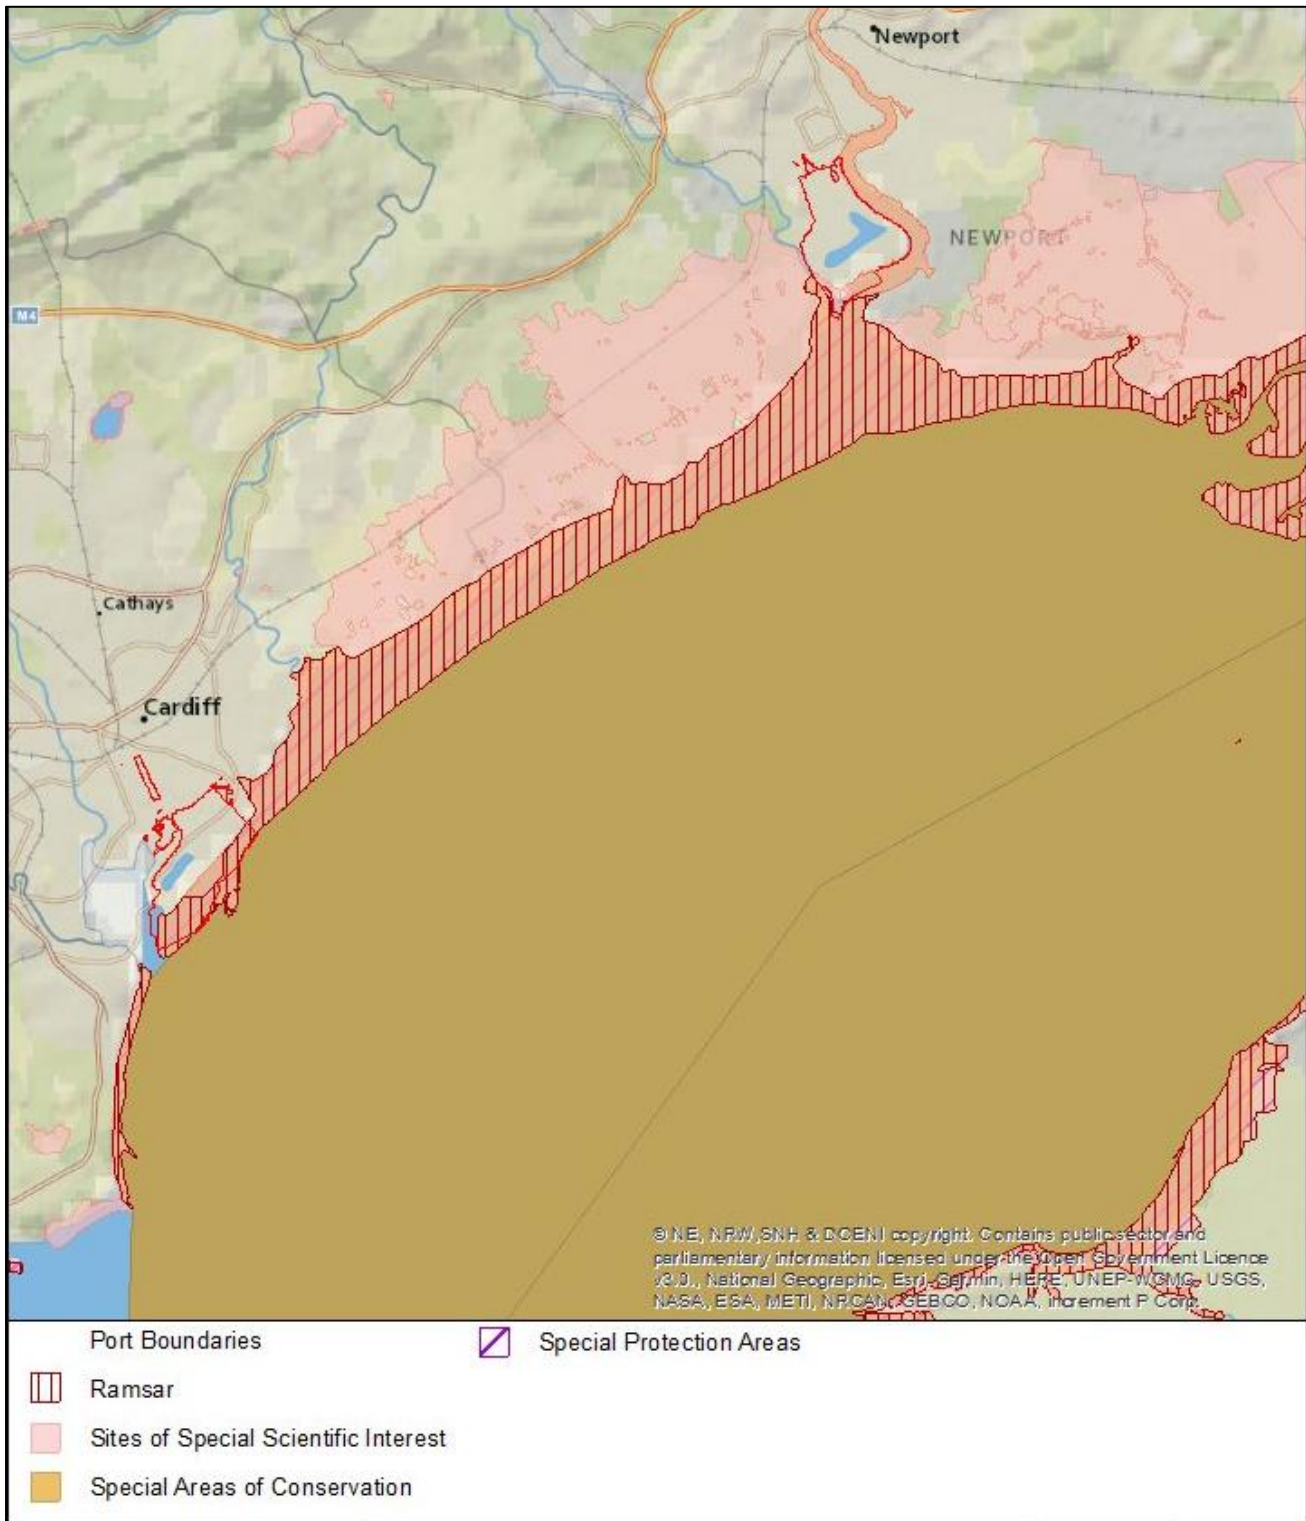 Newport
NEWPORT
M4
Cathays
Cardiff
© NE, NRW, SNH & DOENI copyright. Contains public sector and
parliamentary information licensed under the Open Government Licence
v3.0., National Geographic, Esri, Garmin, HERE, UNEP-WCMC, USGS,
NASA, ESA, METI, NRCAN, GEBCO, NOAA, increment P Corp.
Port Boundaries
Special Protection Areas
Ramsar
Sites of Special Scientific Interest
Special Areas of Conservation